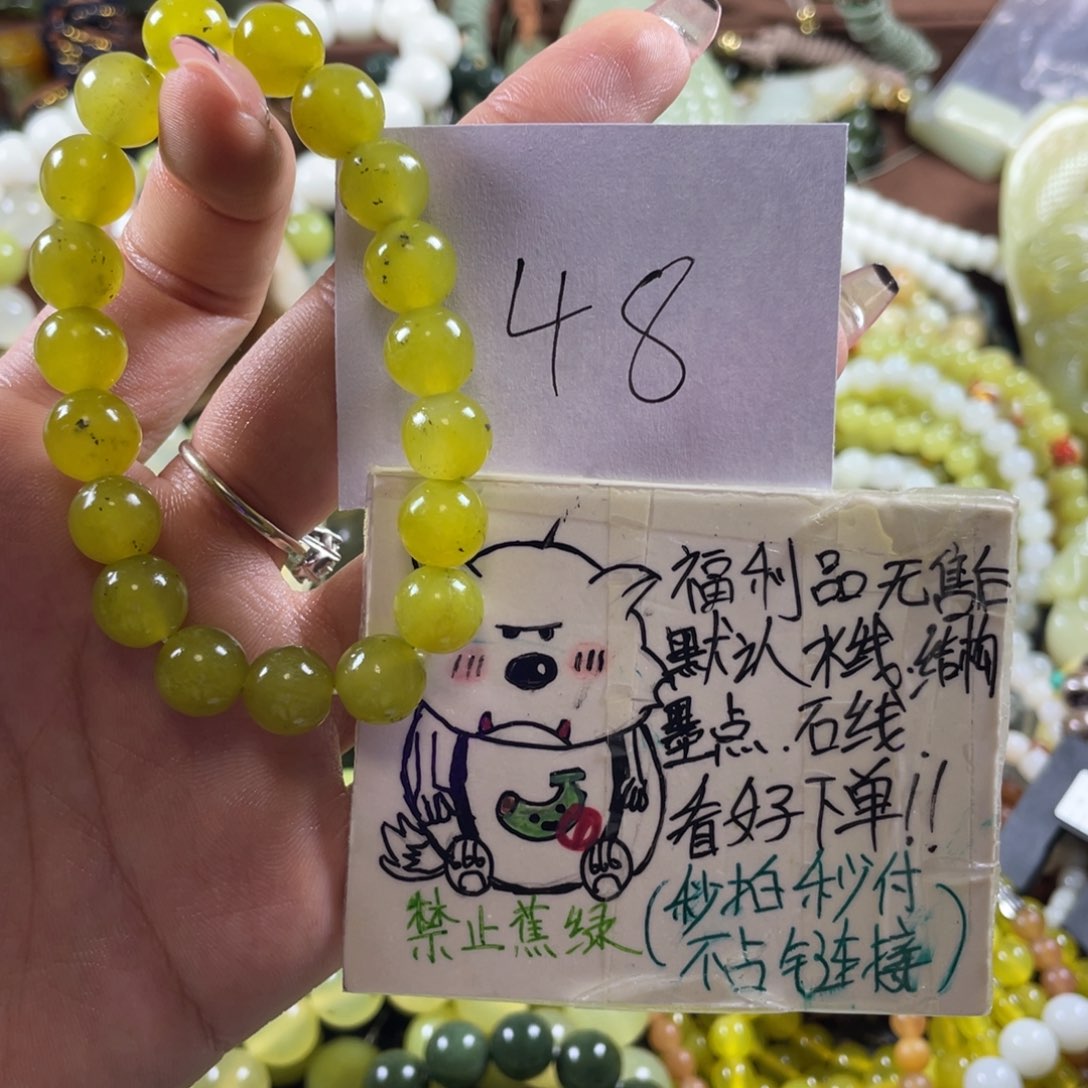 48
福利品无售后
默认水线.结构
墨点.石线
看好下单!!
(秒拍秒付
不占链接)
禁止蕉绿